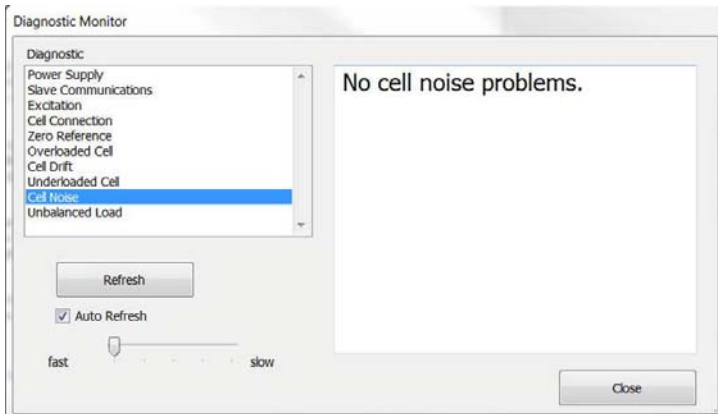 Diagnostic Monitor
Diagnostic
Power Supply
Slave Communications
Excitation
Cell Connection
Zero Reference
Overloaded Cell
Cell Drift
Underloaded Cell
Cell Noise
Unbalanced Load
No cell noise problems.
Refresh
Auto Refresh
fast
slow
Close